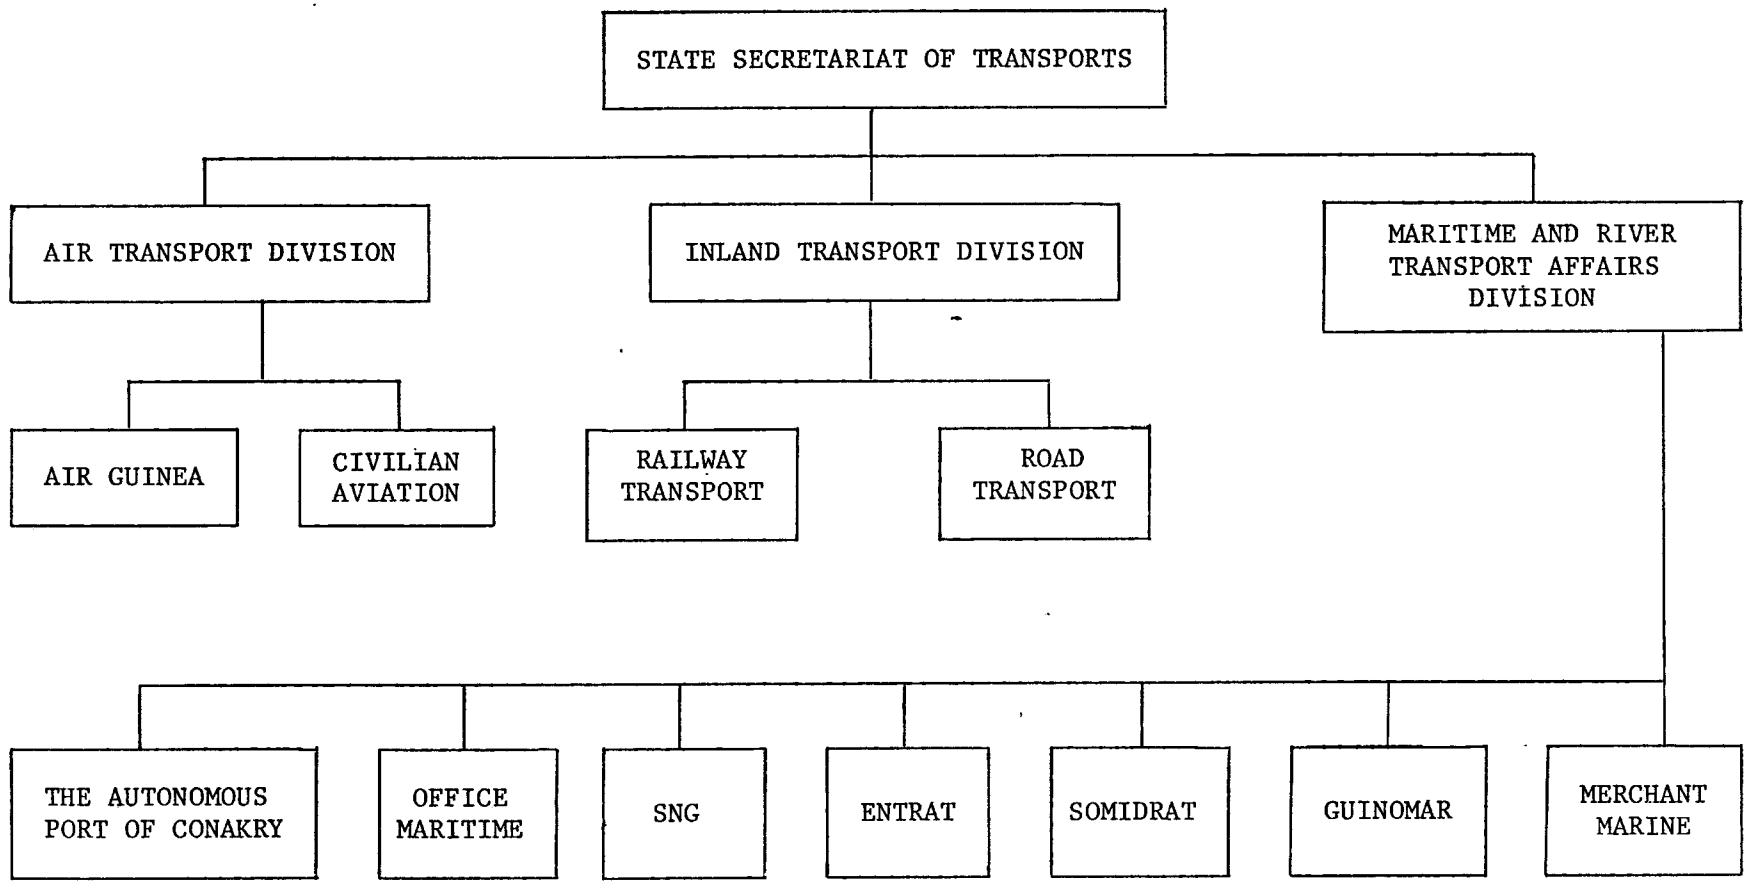 STATE SECRETARIAT OF TRANSPORTS
AIR TRANSPORT DIVISION
INLAND TRANSPORT DIVISION
MARITIME AND RIVER
TRANSPORT AFFAIRS
DIVISION
AIR GUINEA
CIVILIAN
AVIATION
RAILWAY
TRANSPORT
ROAD
TRANSPORT
THE AUTONOMOUS
PORT OF CONAKRY
OFFICE
MARITIME
SNG
ENTRAT
SOMIDRAT
GUINOMAR
MERCHANT
MARINE